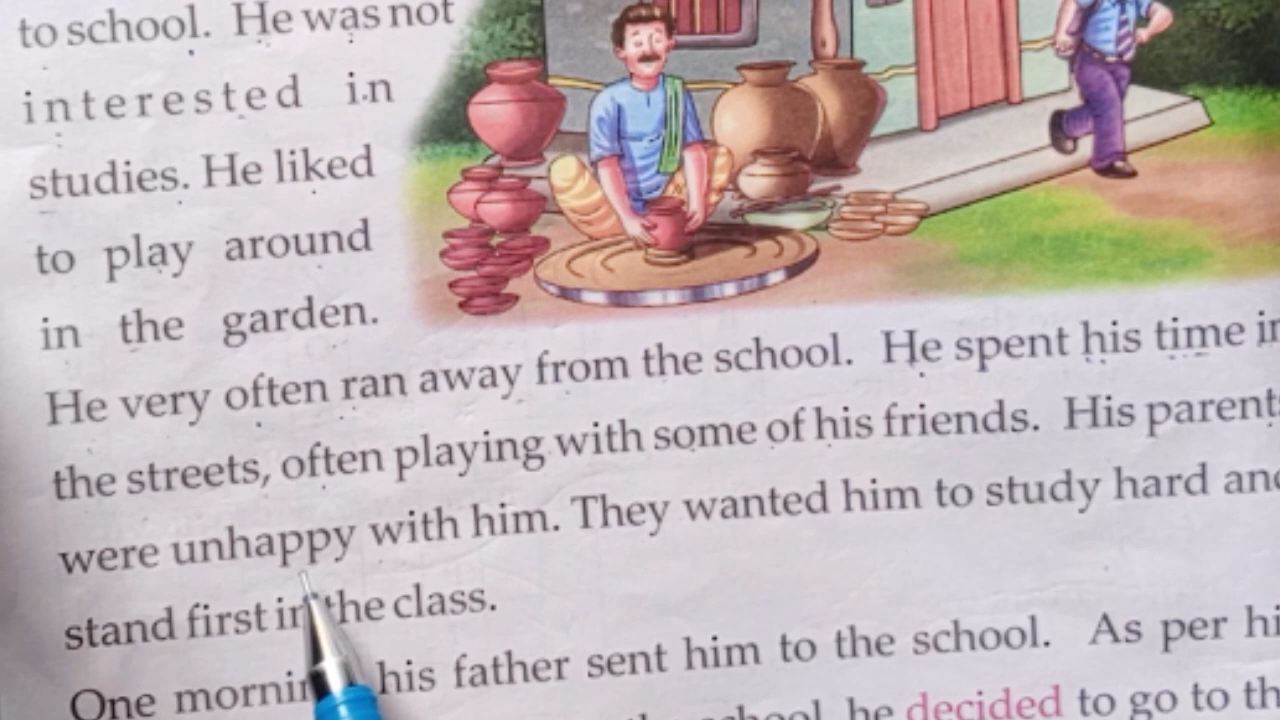 to school. He was not
interested in
studies. He liked
to play around
in the garden.
He very often ran away from the school. He spent his time in
the streets, often playing with some of his friends. His parents
were unhappy with him. They wanted him to study hard and
stand first in the class.
One morning his father sent him to the school. As per hi
school, he decided to go to th